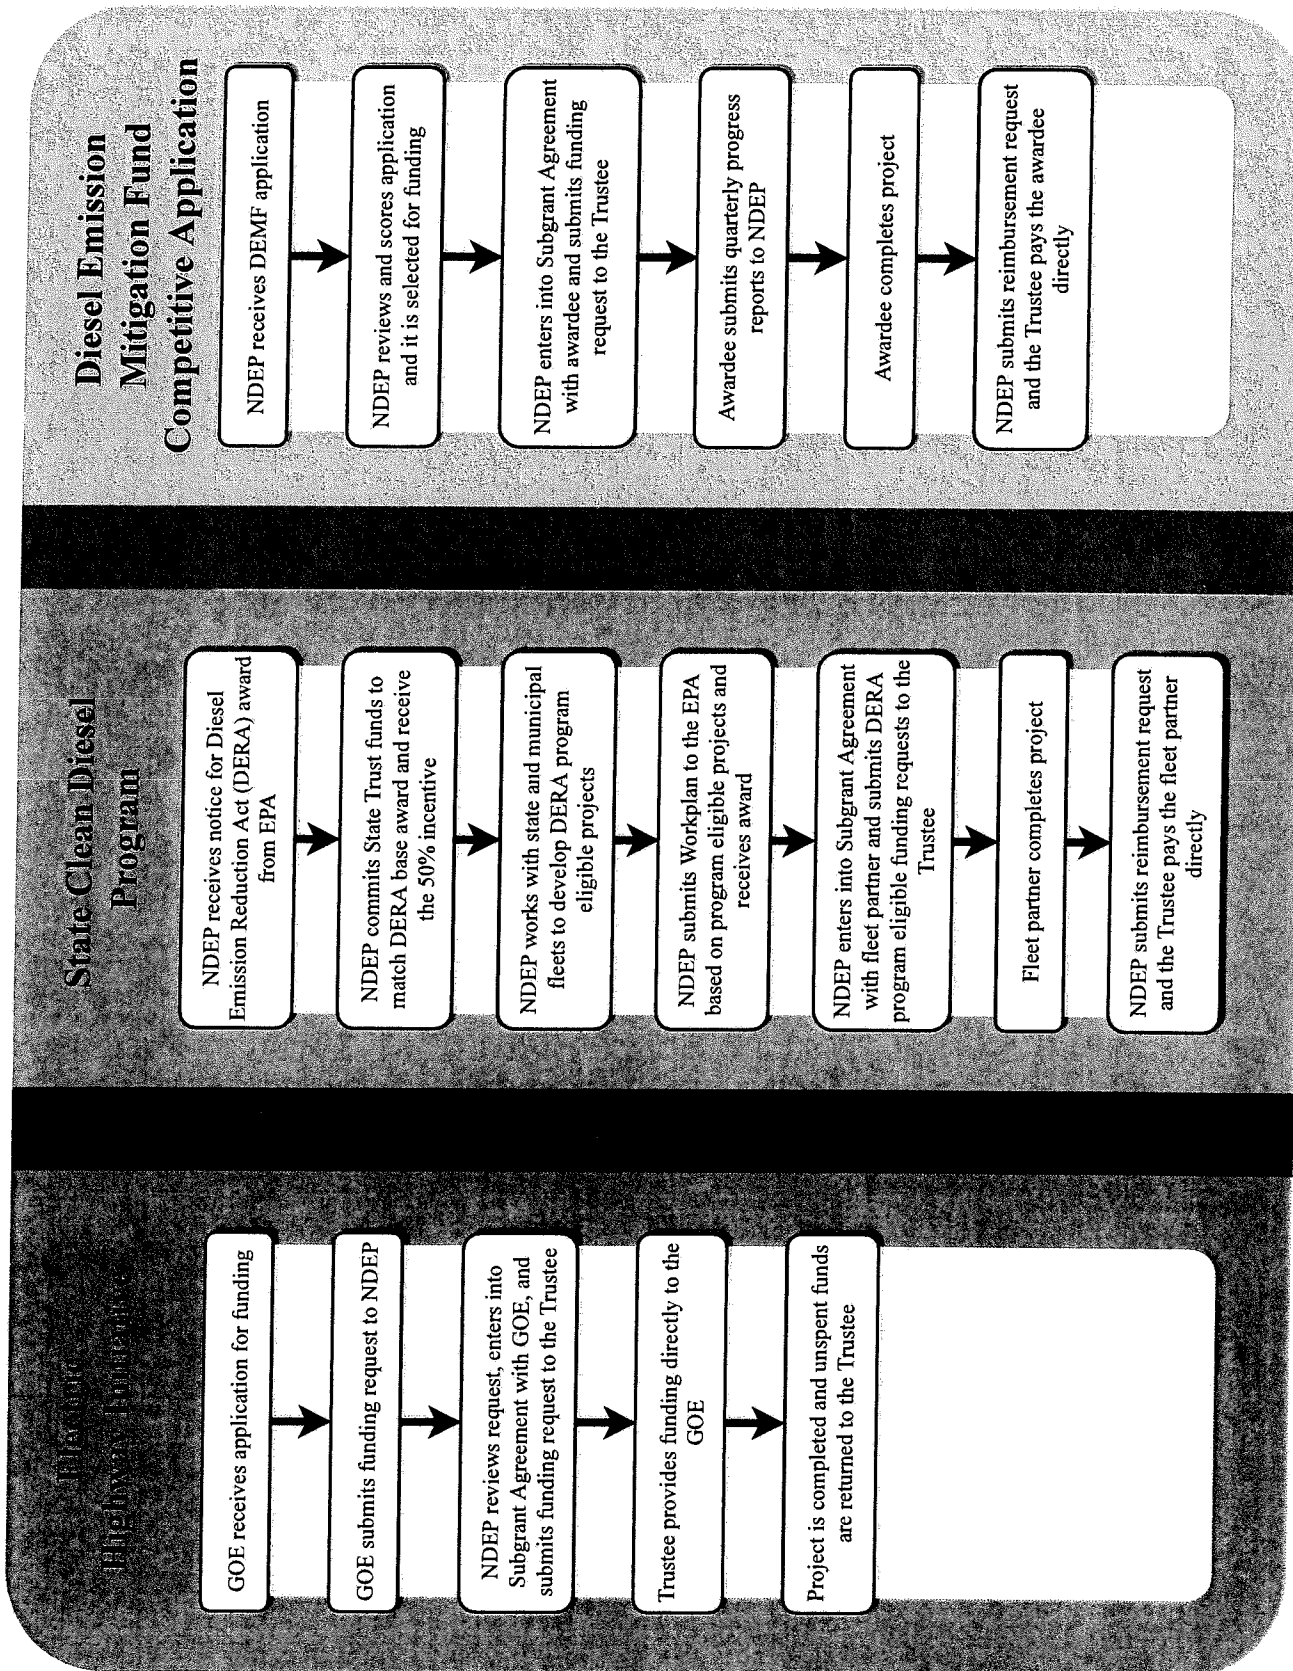 Electric
Highway Initiative
GOE receives application for funding
GOE submits funding request to NDEP
NDEP reviews request, enters into
Subgrant Agreement with GOE, and
submits funding request to the Trustee
Trustee provides funding directly to the
GOE
Project is completed and unspent funds
are returned to the Trustee
State Clean Diesel
Program
NDEP receives notice for Diesel
Emission Reduction Act (DERA) award
from EPA
NDEP commits State Trust funds to
match DERA base award and receive
the 50% incentive
NDEP works with state and municipal
fleets to develop DERA program
eligible projects
NDEP submits Workplan to the EPA
based on program eligible projects and
receives award
NDEP enters into Subgrant Agreement
with fleet partner and submits DERA
program eligible funding requests to the
Trustee
Fleet partner completes project
NDEP submits reimbursement request
and the Trustee pays the fleet partner
directly
Diesel Emission
Mitigation Fund
Competitive Application
NDEP receives DEMF application
NDEP reviews and scores application
and it is selected for funding
NDEP enters into Subgrant Agreement
with awardee and submits funding
request to the Trustee
Awardee submits quarterly progress
reports to NDEP
Awardee completes project
NDEP submits reimbursement request
and the Trustee pays the awardee
directly